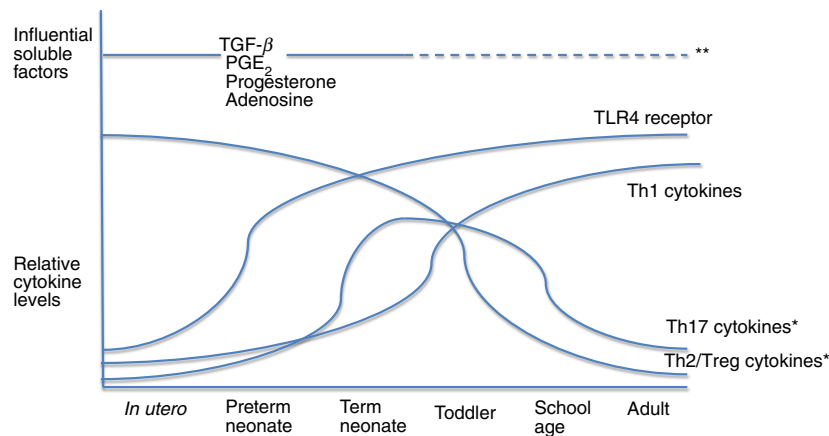 Influential
soluble
factors
TGF-β
PGE2
Progesterone
Adenosine
**
TLR4 receptor
Th1 cytokines
Relative
cytokine
levels
Th17 cytokines*
Th2/Treg cytokines*
In utero
Preterm
neonate
Term
neonate
Toddler
School
age
Adult